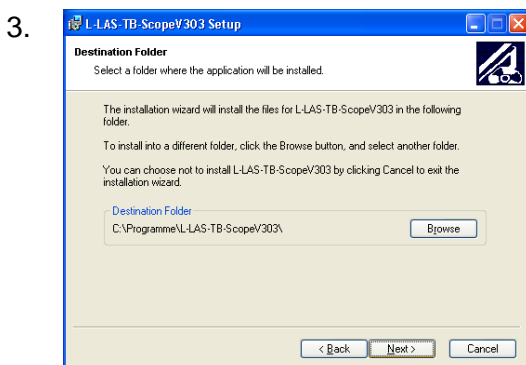 3.
L-LAS-TB-ScopeV303 Setup
Destination Folder
Select a folder where the application will be installed.
The installation wizard will install the files for L-LAS-TB-ScopeV303 in the following
folder.
To install into a different folder, click the Browse button, and select another folder.
You can choose not to install L-LAS-TB-ScopeV303 by clicking Cancel to exit the
installation wizard.
Destination Folder
C:\Programme\L-LAS-TB-ScopeV303\
Browse
< Back
Next >
Cancel